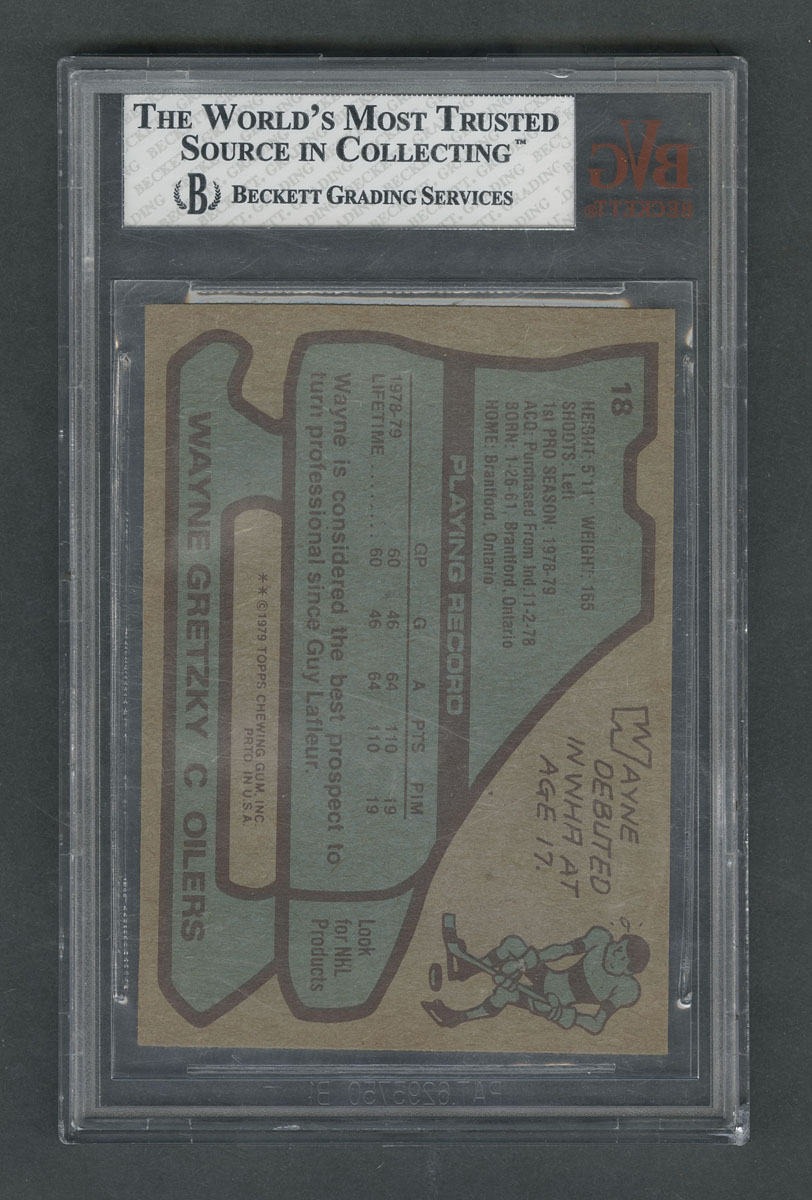 THE WORLD'S MOST TRUSTED
SOURCE IN COLLECTING™
B BECKETT GRADING SERVICES
BVG
BECKETT
18
HEIGHT: 5'11" WEIGHT: 165
SHOOTS: Left
1st PRO SEASON: 1978-79
ACQ: Purchased From Ind. 11-2-78
BORN: 1-26-61 Brantford, Ontario
HOME: Brantford, Ontario
WAYNE
DEBUTED
IN WHA AT
AGE 17.
PLAYING RECORD
GP G A PTS PIM
1978-79 60 46 64 110 19
LIFETIME........ 60 46 64 110 19
Wayne is considered the best prospect to
turn professional since Guy Lafleur.
Look
for NHL
Products
**©1979 TOPPS CHEWING GUM, INC.
PRTD. IN U.S.A.
WAYNE GRETZKY C OILERS
PAT. 6295750 B1